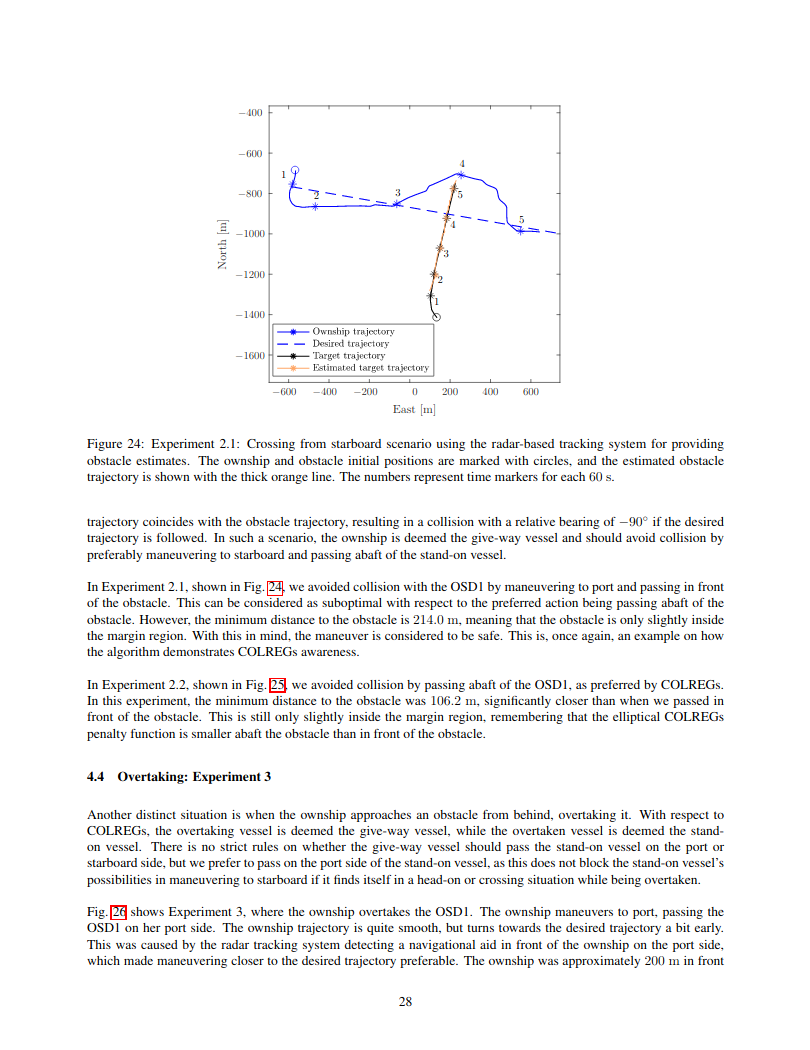 −400
−600
−800
−1000
−1200
−1400
−1600
North [m]
1
2
3
4
5
5
4
3
2
1
Ownship trajectory
Desired trajectory
Target trajectory
Estimated target trajectory
−600 −400 −200 0 200 400 600
East [m]
Figure 24: Experiment 2.1: Crossing from starboard scenario using the radar-based tracking system for providing
obstacle estimates. The ownship and obstacle initial positions are marked with circles, and the estimated obstacle
trajectory is shown with the thick orange line. The numbers represent time markers for each 60 s.
trajectory coincides with the obstacle trajectory, resulting in a collision with a relative bearing of −90° if the desired
trajectory is followed. In such a scenario, the ownship is deemed the give-way vessel and should avoid collision by
preferably maneuvering to starboard and passing abaft of the stand-on vessel.
In Experiment 2.1, shown in Fig. 24, we avoided collision with the OSD1 by maneuvering to port and passing in front
of the obstacle. This can be considered as suboptimal with respect to the preferred action being passing abaft of the
obstacle. However, the minimum distance to the obstacle is 214.0 m, meaning that the obstacle is only slightly inside
the margin region. With this in mind, the maneuver is considered to be safe. This is, once again, an example on how
the algorithm demonstrates COLREGs awareness.
In Experiment 2.2, shown in Fig. 25, we avoided collision by passing abaft of the OSD1, as preferred by COLREGs.
In this experiment, the minimum distance to the obstacle was 106.2 m, significantly closer than when we passed in
front of the obstacle. This is still only slightly inside the margin region, remembering that the elliptical COLREGs
penalty function is smaller abaft the obstacle than in front of the obstacle.
4.4 Overtaking: Experiment 3
Another distinct situation is when the ownship approaches an obstacle from behind, overtaking it. With respect to
COLREGs, the overtaking vessel is deemed the give-way vessel, while the overtaken vessel is deemed the stand-
on vessel. There is no strict rules on whether the give-way vessel should pass the stand-on vessel on the port or
starboard side, but we prefer to pass on the port side of the stand-on vessel, as this does not block the stand-on vessel's
possibilities in maneuvering to starboard if it finds itself in a head-on or crossing situation while being overtaken.
Fig. 26 shows Experiment 3, where the ownship overtakes the OSD1. The ownship maneuvers to port, passing the
OSD1 on her port side. The ownship trajectory is quite smooth, but turns towards the desired trajectory a bit early.
This was caused by the radar tracking system detecting a navigational aid in front of the ownship on the port side,
which made maneuvering closer to the desired trajectory preferable. The ownship was approximately 200 m in front
28